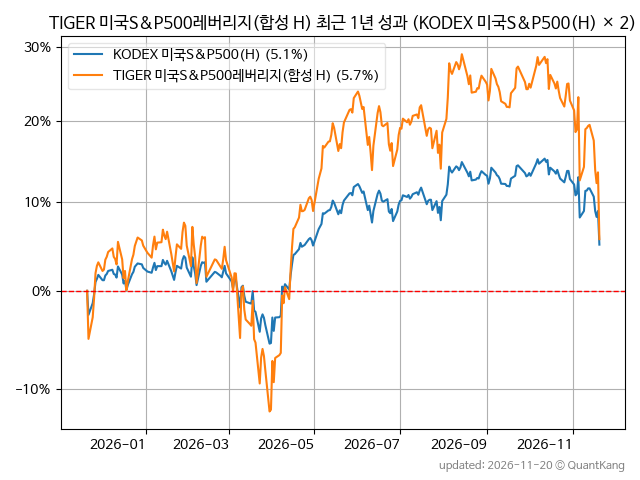 TIGER 미국S&P500레버리지(합성 H) 최근 1년 성과 (KODEX 미국S&P500(H) × 2)
KODEX 미국S&P500(H) (5.1%)
TIGER 미국S&P500레버리지(합성 H) (5.7%)
30%
20%
10%
0%
−10%
2026-01 2026-03 2026-05 2026-07 2026-09 2026-11
updated: 2026-11-20 © QuantKang